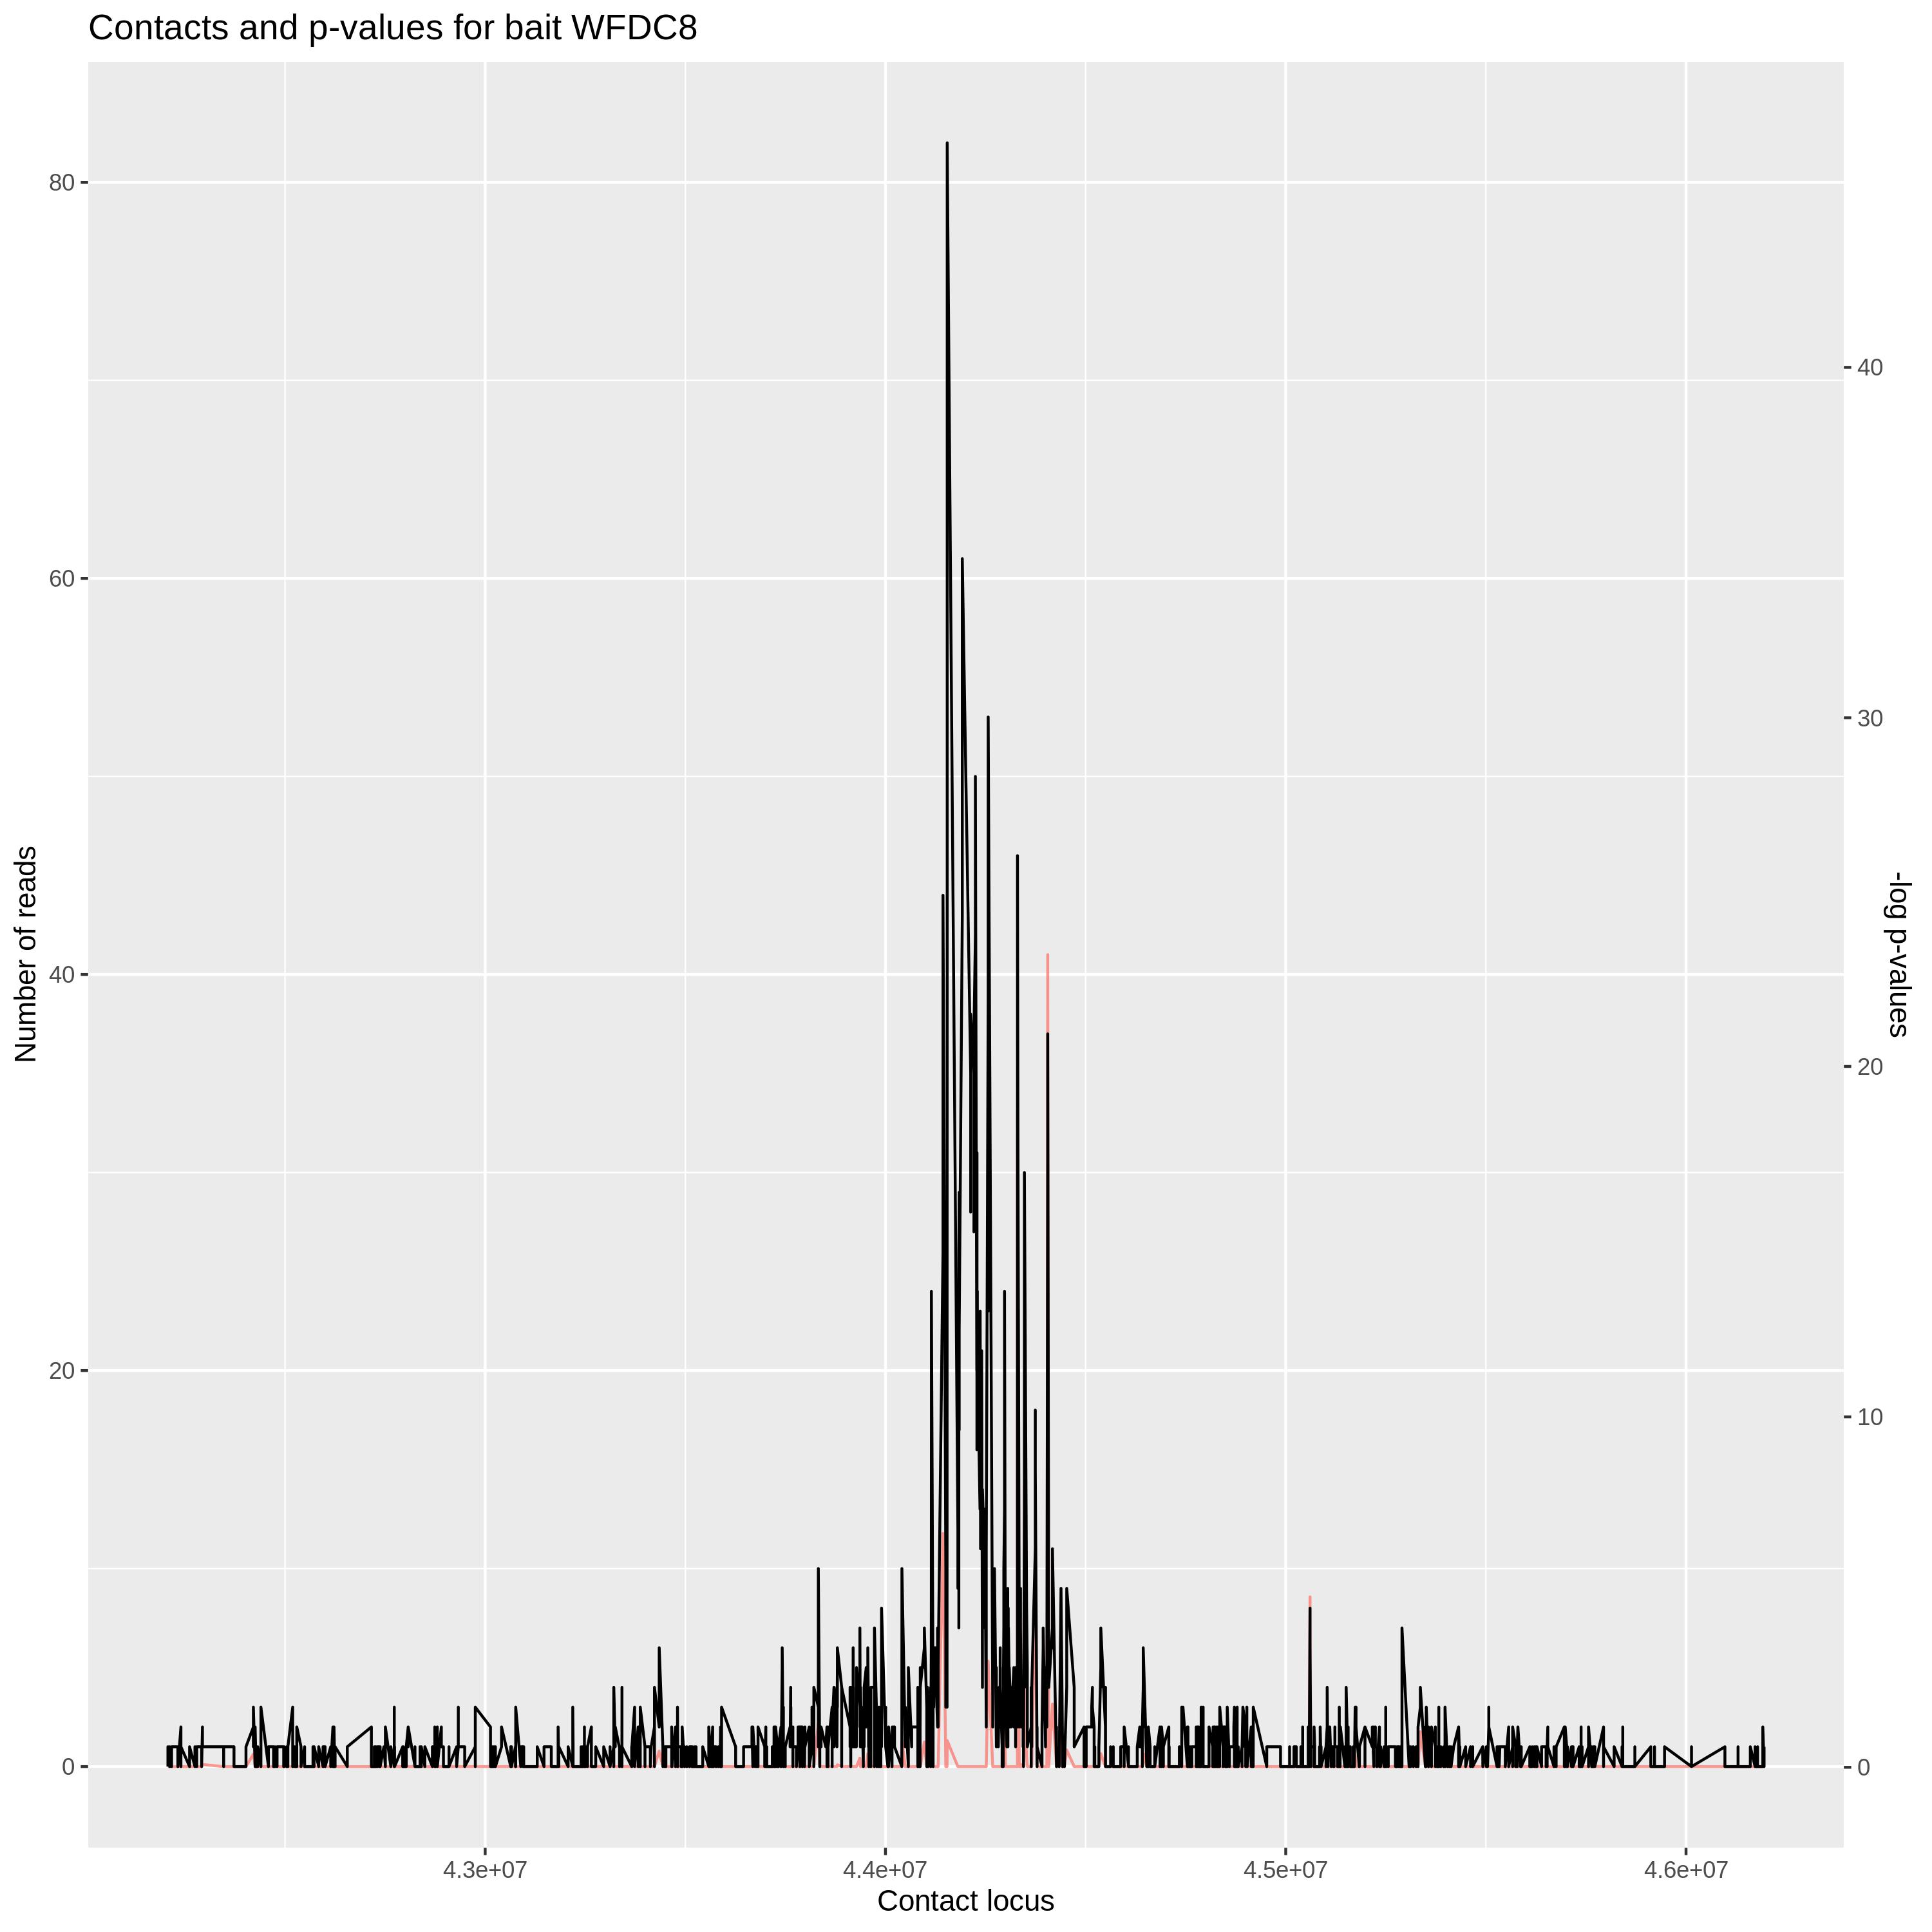 Contacts and p-values for bait WFDC8
80
60
40
20
0
Number of reads
40
30
20
10
0
-log p-values
4.3e+07
4.4e+07
4.5e+07
4.6e+07
Contact locus